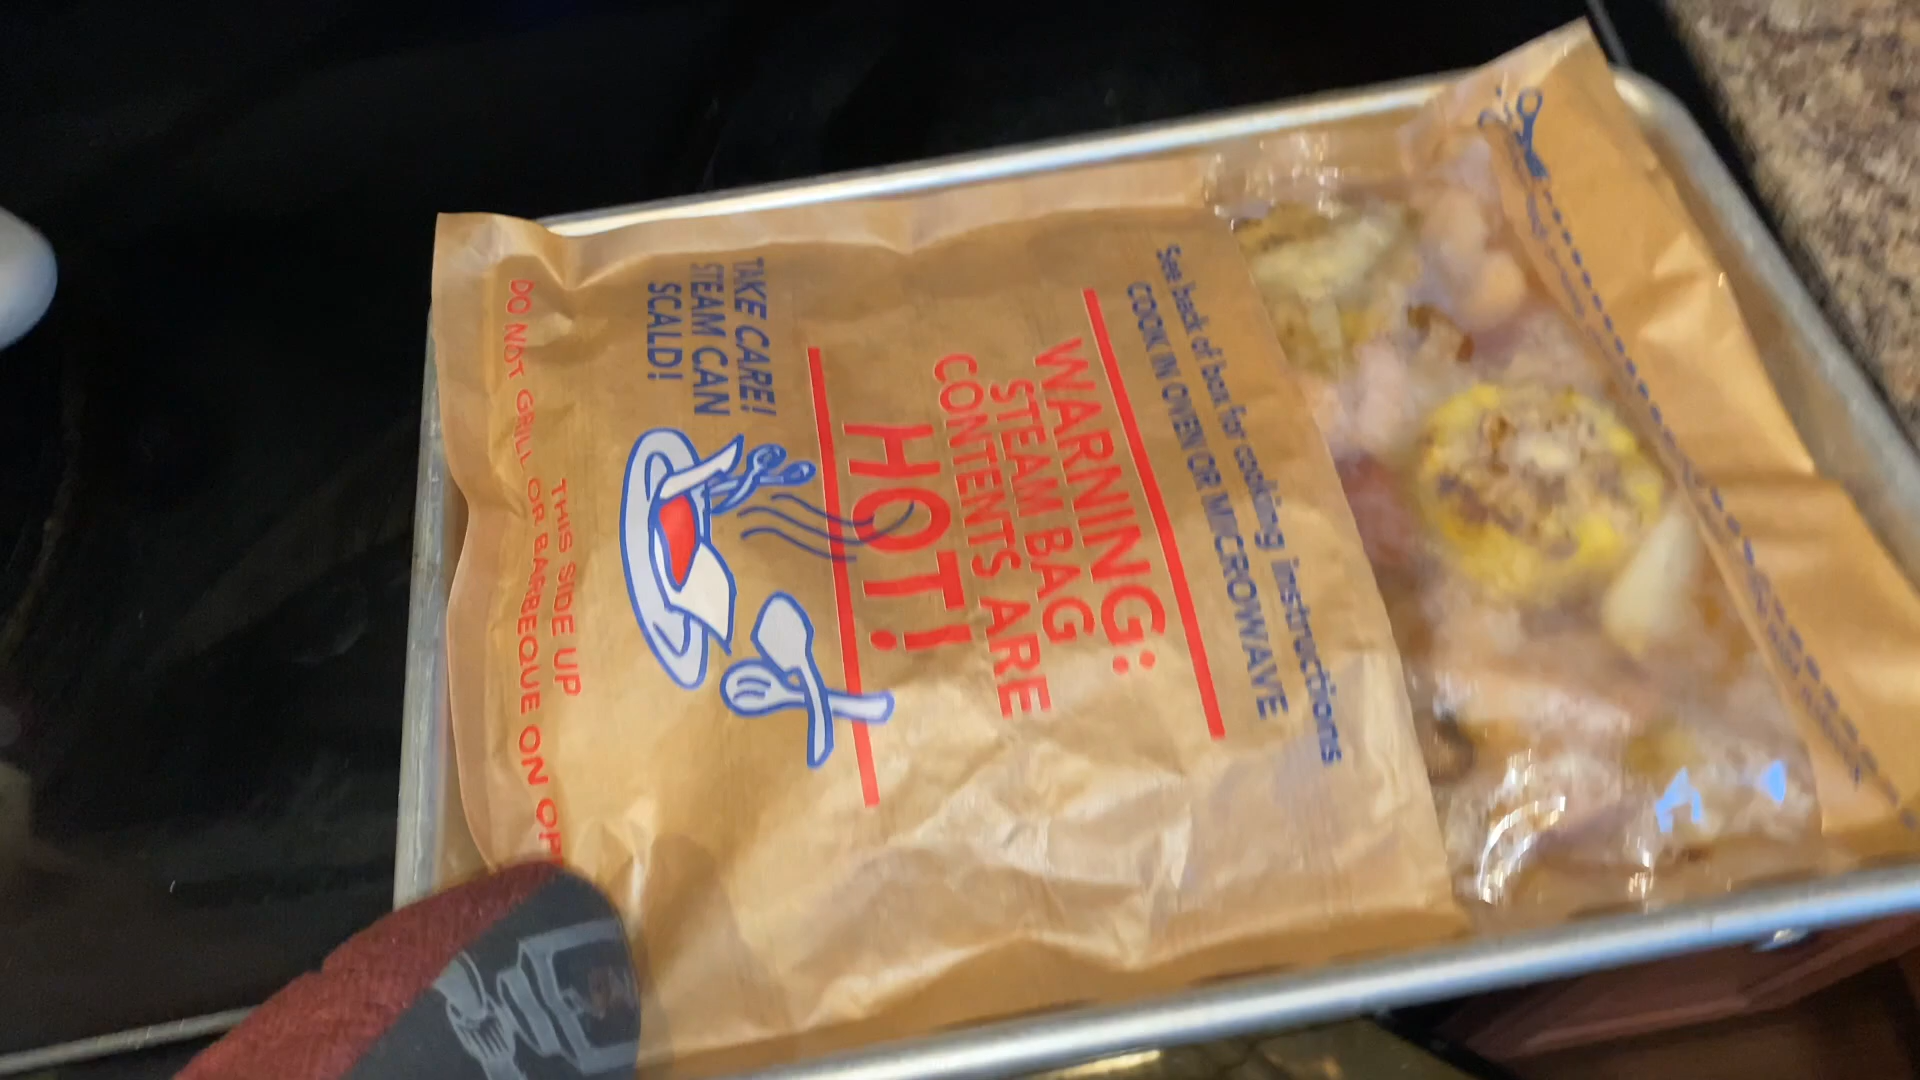 See back of box for cooking instructions
COOK IN OVEN OR MICROWAVE
WARNING:
STEAM BAG
CONTENTS ARE
HOT!
TAKE CARE!
STEAM CAN
SCALD!
THIS SIDE UP
DO NOT GRILL OR BARBEQUE ON OP